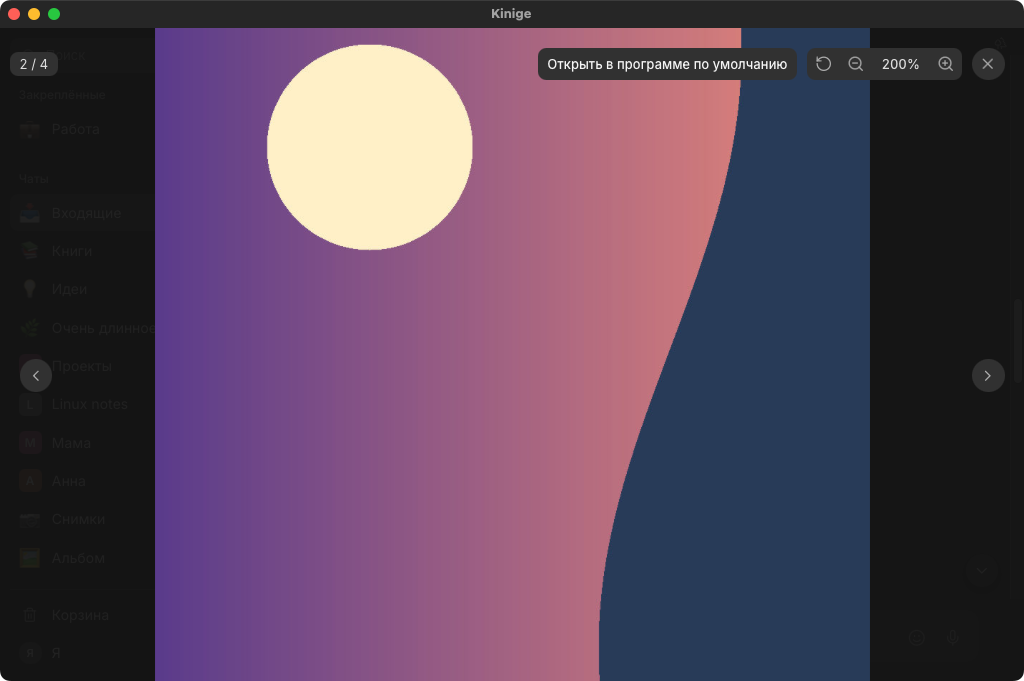 Kinige
2 / 4
Открыть в программе по умолчанию
200%
Закреплённые
Работа
Чаты
Входящие
Книги
Идеи
Очень длинное
Проекты
L Linux notes
М Мама
А Анна
Снимки
Альбом
Корзина
Я Я